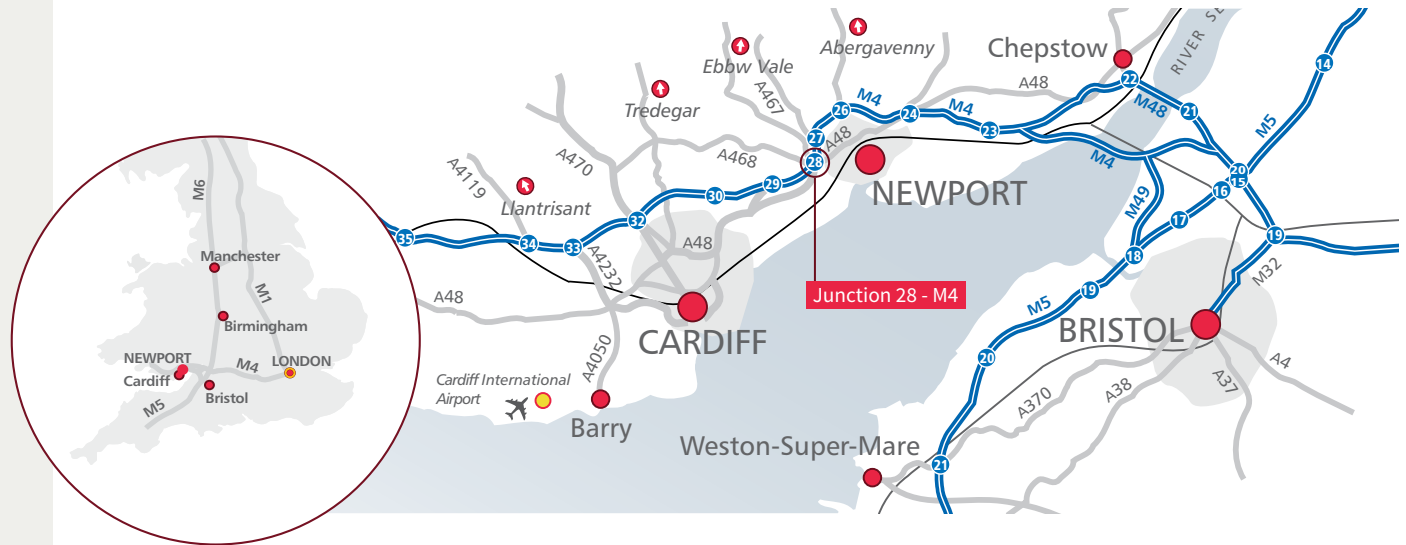 M6
Manchester
M1
Birmingham
NEWPORT
M4
LONDON
Cardiff
Bristol
M5
Abergavenny
Ebbw Vale
Tredegar
Llantrisant
A467
A470
A468
A4119
A48
A48
A4232
A48
A48
A4050
Chepstow
RIVER SE
M4
M4
M48
M4
M49
M5
M5
M32
35
34
33
32
30
29
28
27
26
24
23
22
21
20
15
16
14
17
18
19
19
20
21
NEWPORT
Junction 28 - M4
CARDIFF
BRISTOL
Cardiff International
Airport
Barry
Weston-Super-Mare
A370
A38
A37
A4